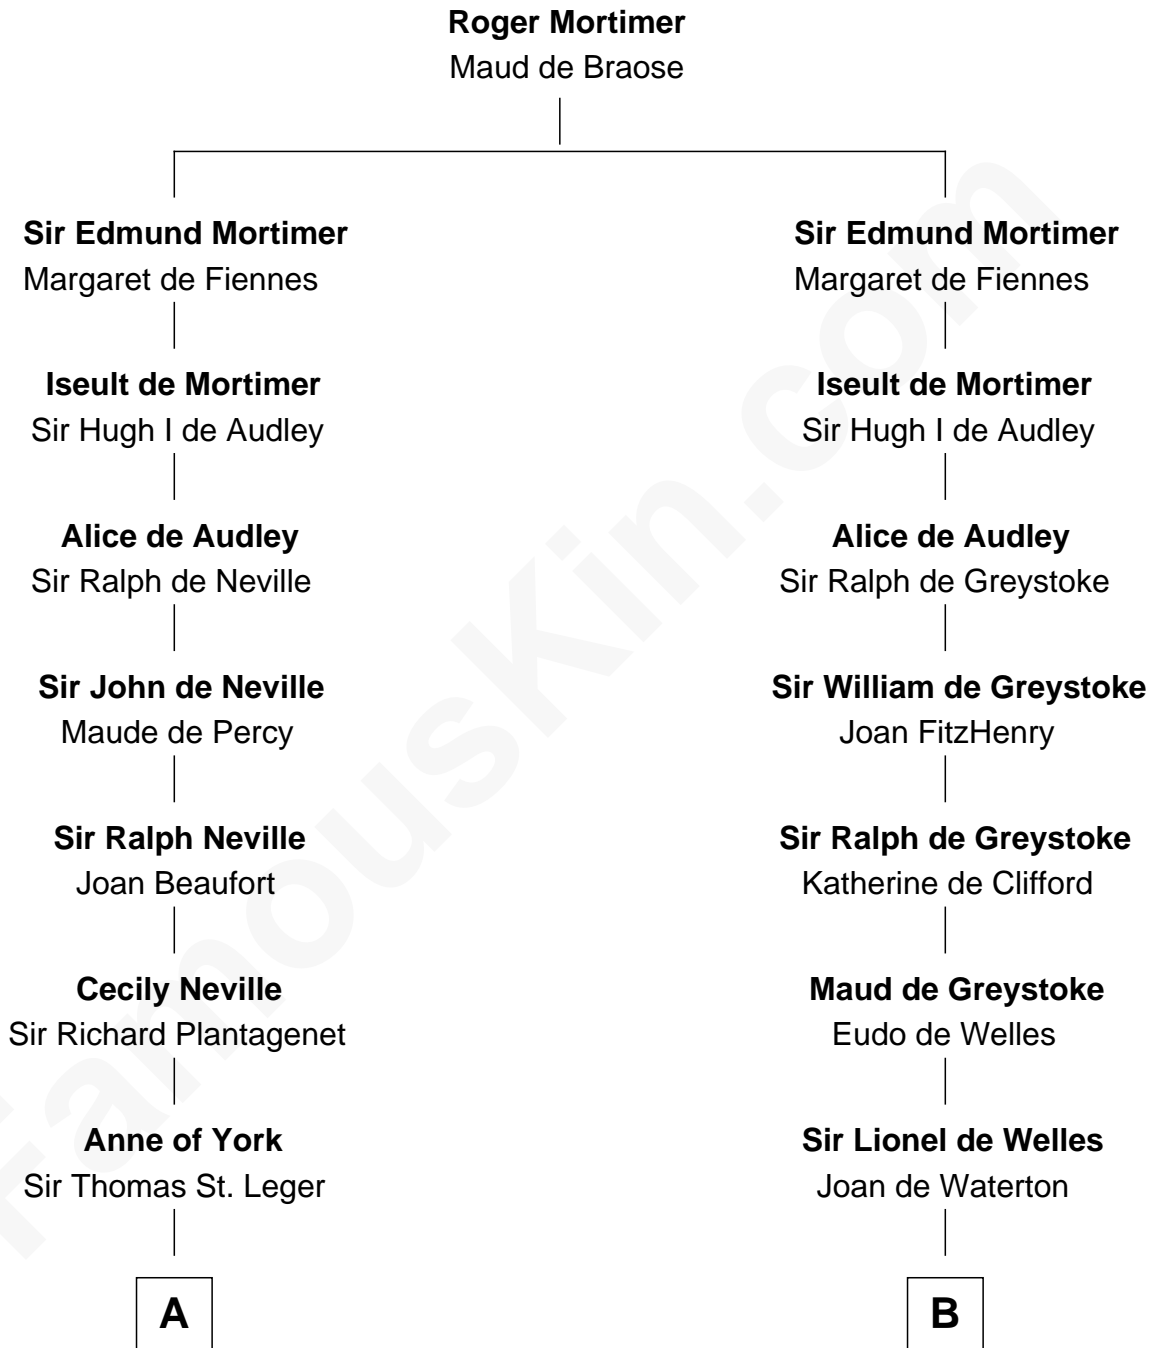 Roger Mortimer
Maud de Braose
Sir Edmund Mortimer
Margaret de Fiennes
Iseult de Mortimer
Sir Hugh I de Audley
Alice de Audley
Sir Ralph de Neville
Sir John de Neville
Maude de Percy
Sir Ralph Neville
Joan Beaufort
Cecily Neville
Sir Richard Plantagenet
Anne of York
Sir Thomas St. Leger
A
Sir Edmund Mortimer
Margaret de Fiennes
Iseult de Mortimer
Sir Hugh I de Audley
Alice de Audley
Sir Ralph de Greystoke
Sir William de Greystoke
Joan FitzHenry
Sir Ralph de Greystoke
Katherine de Clifford
Maud de Greystoke
Eudo de Welles
Sir Lionel de Welles
Joan de Waterton
B
FamousKin.com